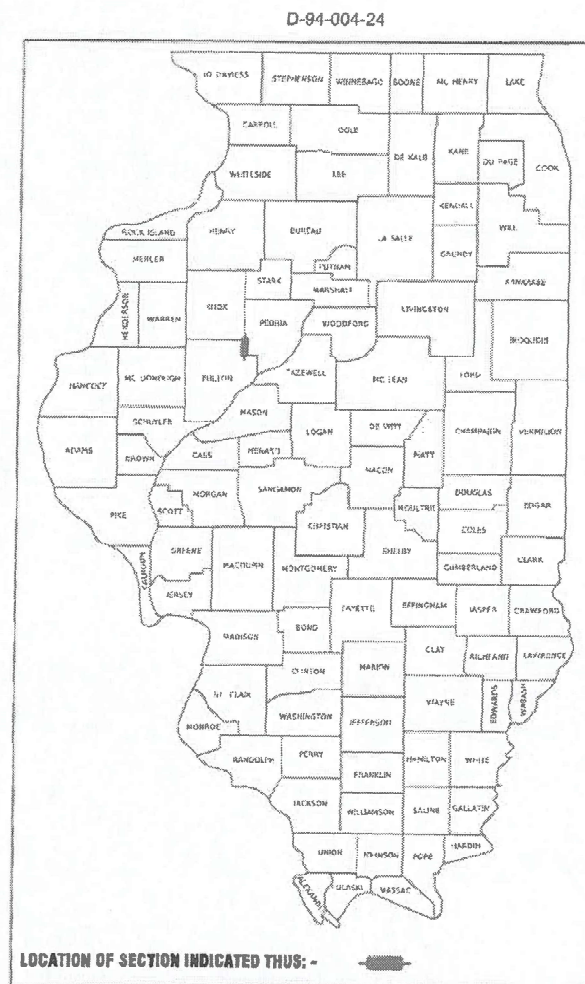 D-94-004-24
JO DAVIESS STEPHENSON WINNEBAGO BOONE MC HENRY LAKE
CARROLL OGLE
DE KALB KANE DU PAGE COOK
WHITESIDE LEE
KENDALL WILL
ROCK ISLAND HENRY BUREAU LA SALLE
GRUNDY
MERCER PUTNAM KANKAKEE
STARK MARSHALL
HENDERSON WARREN KNOX PEORIA WOODFORD LIVINGSTON IROQUOIS
HANCOCK MC DONOUGH FULTON TAZEWELL MC LEAN FORD
SCHUYLER MASON
ADAMS BROWN CASS MENARD LOGAN DE WITT PIATT CHAMPAIGN VERMILION
MACON
PIKE SCOTT MORGAN SANGAMON MOULTRIE DOUGLAS EDGAR
CHRISTIAN COLES
CALHOUN GREENE MACOUPIN MONTGOMERY SHELBY CUMBERLAND CLARK
JERSEY FAYETTE EFFINGHAM JASPER CRAWFORD
MADISON BOND CLAY RICHLAND LAWRENCE
CLINTON MARION
ST. CLAIR WAYNE EDWARDS WABASH
MONROE WASHINGTON JEFFERSON
RANDOLPH PERRY HAMILTON WHITE
FRANKLIN
JACKSON WILLIAMSON SALINE GALLATIN
UNION JOHNSON POPE HARDIN
ALEXANDER PULASKI MASSAC
LOCATION OF SECTION INDICATED THUS: -